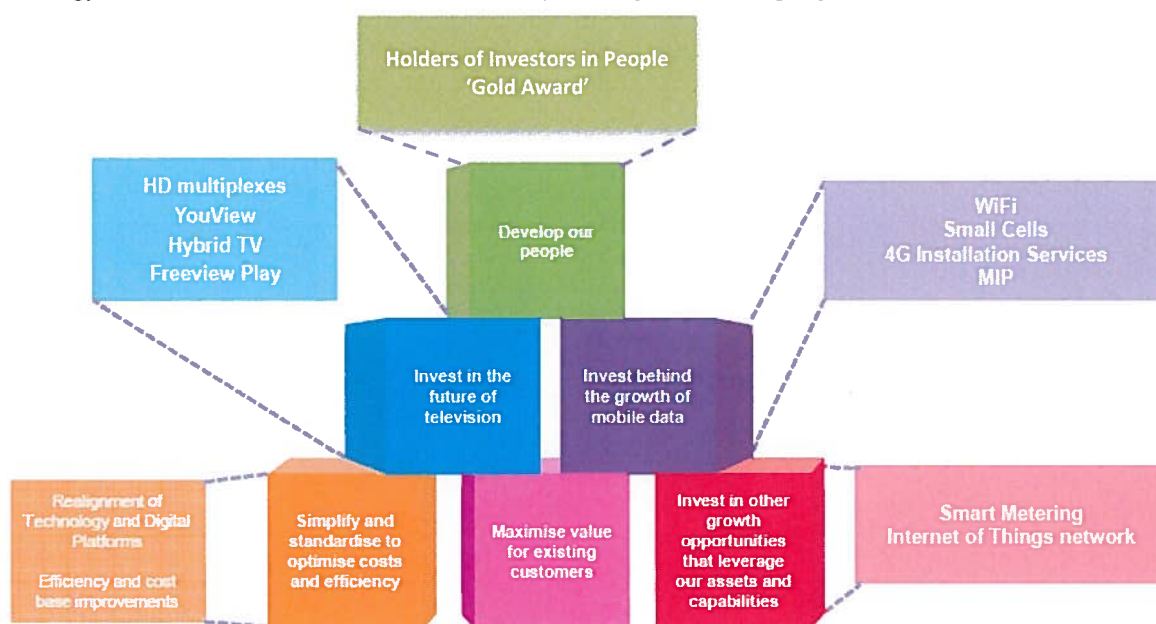 Holders of Investors in People
‘Gold Award’
HD multiplexes
YouView
Hybrid TV
Freeview Play
Develop our
people
WiFi
Small Cells
4G Installation Services
MIP
Invest in the
future of
television
Invest behind
the growth of
mobile data
Realignment of
Technology and Digital
Platforms
Efficiency and cost
base improvements
Simplify and
standardise to
optimise costs
and efficiency
Maximise value
for existing
customers
Invest in other
growth
opportunities
that leverage
our assets and
capabilities
Smart Metering
Internet of Things network